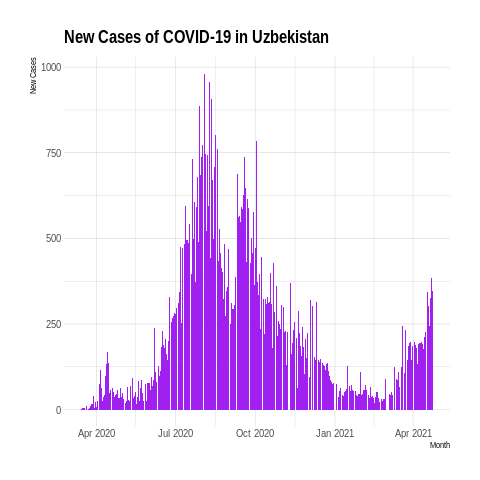 New Cases of COVID-19 in Uzbekistan
New Cases
1000
750
500
250
0
Apr 2020 Jul 2020 Oct 2020 Jan 2021 Apr 2021
Month